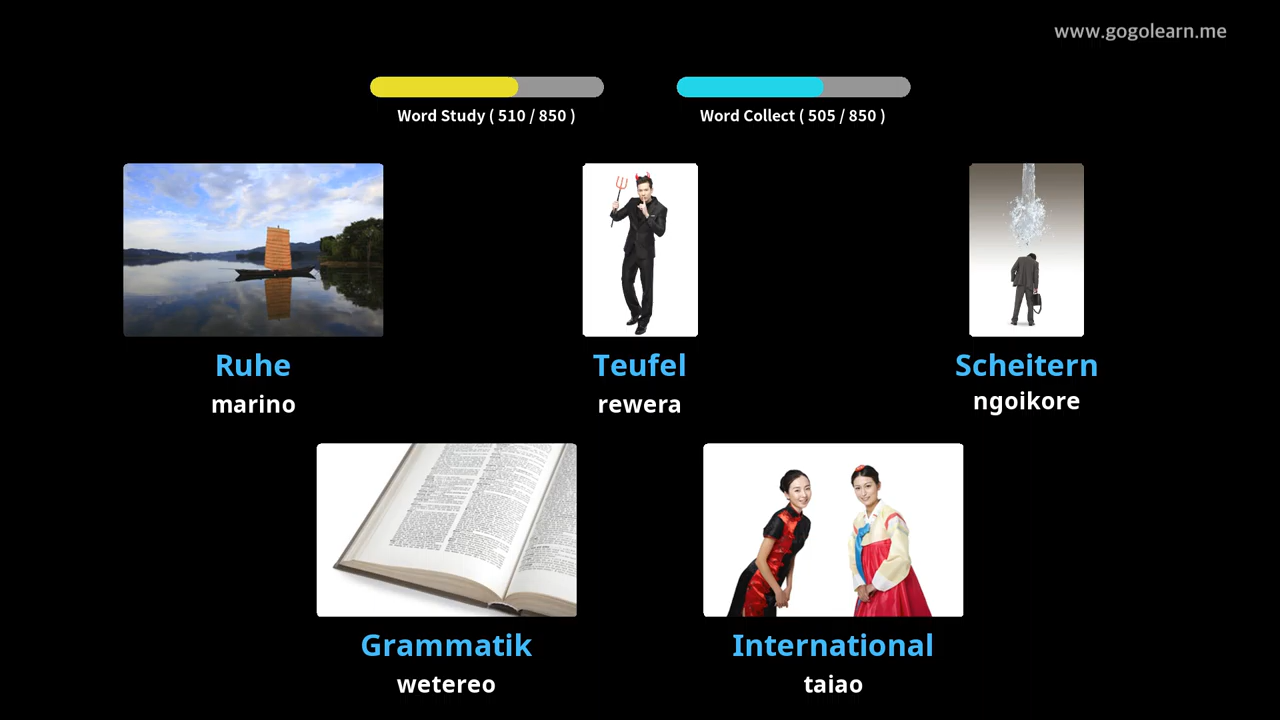 www.gogolearn.me
Word Study ( 510 / 850 )
Word Collect ( 505 / 850 )
Ruhe
marino
Teufel
rewera
Scheitern
ngoikore
Grammatik
wetereo
International
taiao